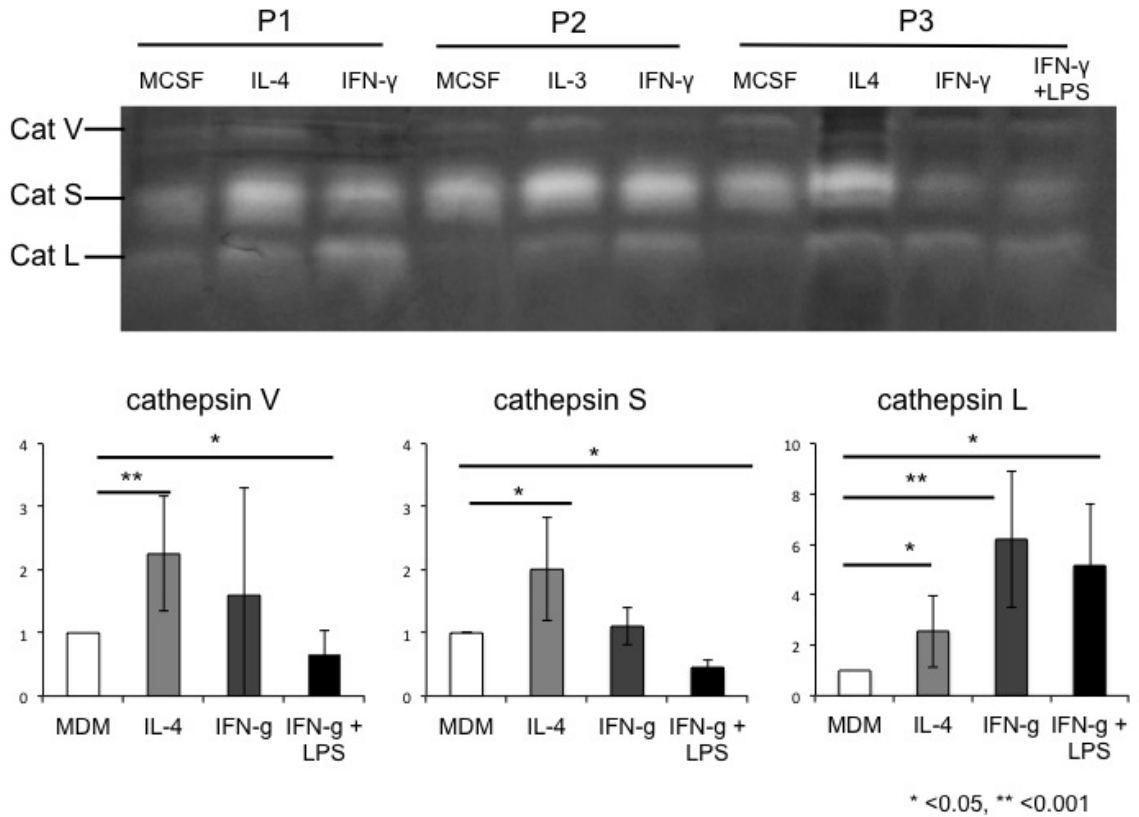 P1 P2 P3
MCSF IL-4 IFN-γ MCSF IL-3 IFN-γ MCSF IL4 IFN-γ IFN-γ
+LPS
Cat V
Cat S
Cat L
cathepsin V
4
3
2
1
0
*
**
MDM IL-4 IFN-g IFN-g +
LPS
cathepsin S
4
3
2
1
0
*
*
MDM IL-4 IFN-g IFN-g +
LPS
cathepsin L
10
8
6
4
2
0
*
**
*
MDM IL-4 IFN-g IFN-g +
LPS
* <0.05, ** <0.001